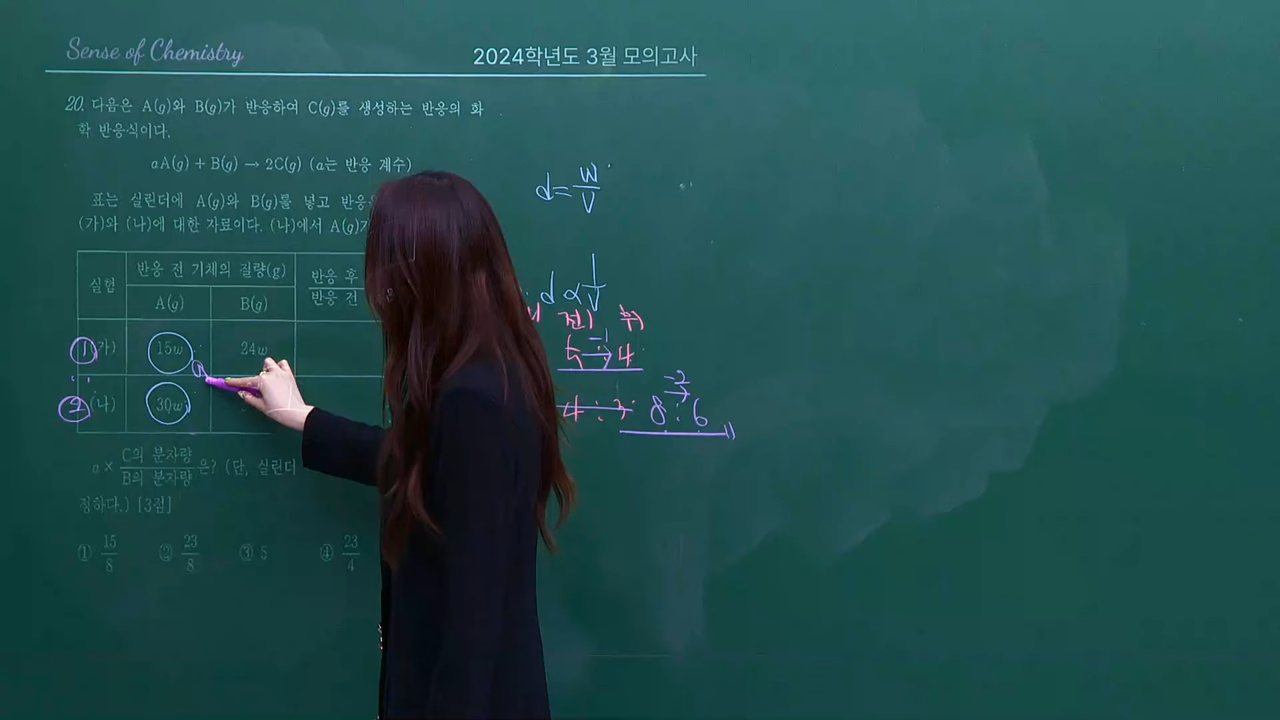 Sense of Chemistry
2024학년도 3월 모의고사
20. 다음은 A(g)와 B(g)가 반응하여 C(g)를 생성하는 반응의 화
학 반응식이다.
aA(g) + B(g) → 2C(g) (a는 반응 계수)
표는 실린더에 A(g)와 B(g)를 넣고
(가)와 (나)에 대한 자료이다. (나)에서
실험
반응 전 기체의 질량(g)
A(g)
B(g)
반응 후
반응 전
① (가)
15w
24w
② (나)
30w
a × C의 분자량 / B의 분자량 은? (단, 실린더
정하다.) [3점]
① 15/8
② 23/8
③ 5
④ 23/4
d = W/V
d ∝ 1/V
전) 후)
5 → 4
-2
4 : 3
8 : 6